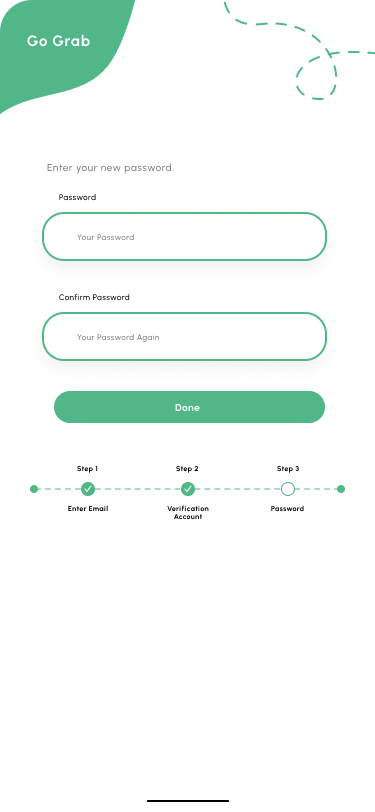 Go Grab
Enter your new password.
Password
Your Password
Confirm Password
Your Password Again
Done
Step 1
Step 2
Step 3
Enter Email
Verification
Account
Password